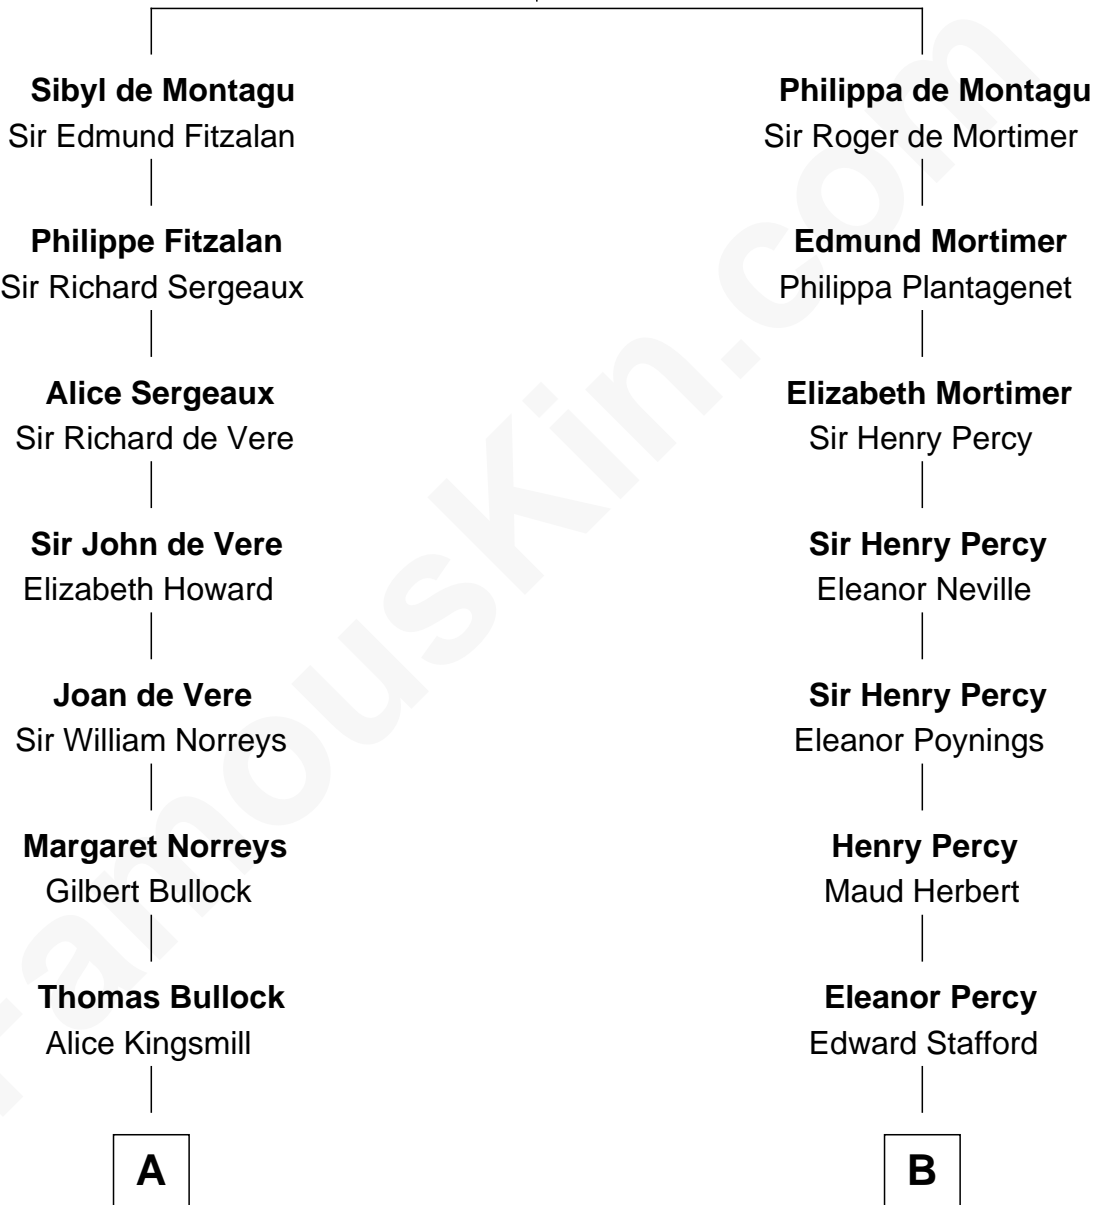 Sibyl de Montagu
Sir Edmund Fitzalan
Philippe Fitzalan
Sir Richard Sergeaux
Alice Sergeaux
Sir Richard de Vere
Sir John de Vere
Elizabeth Howard
Joan de Vere
Sir William Norreys
Margaret Norreys
Gilbert Bullock
Thomas Bullock
Alice Kingsmill
A
Philippa de Montagu
Sir Roger de Mortimer
Edmund Mortimer
Philippa Plantagenet
Elizabeth Mortimer
Sir Henry Percy
Sir Henry Percy
Eleanor Neville
Sir Henry Percy
Eleanor Poynings
Henry Percy
Maud Herbert
Eleanor Percy
Edward Stafford
B
FamousKin.com